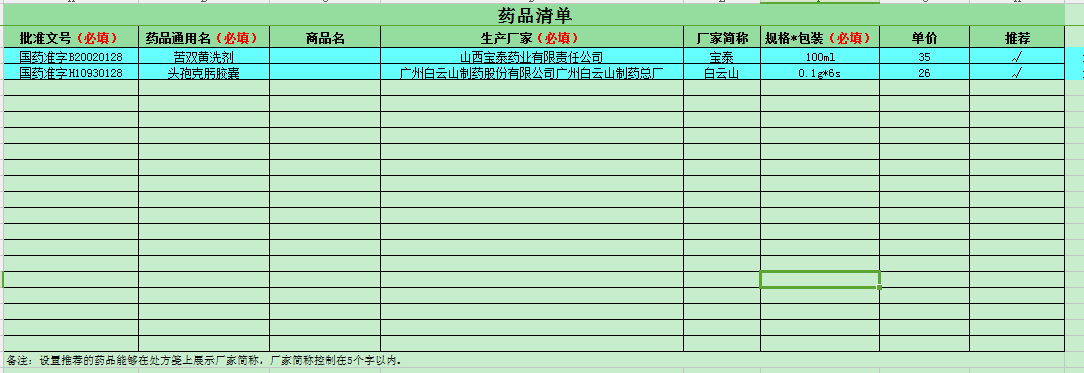 药品清单
批准文号（必填） 药品通用名（必填） 商品名 生产厂家（必填） 厂家简称 规格*包装（必填） 单价 推荐
国药准字B20020128 苦双黄洗剂 山西宝泰药业有限责任公司 宝泰 100ml 35 √
国药准字H10930128 头孢克肟胶囊 广州白云山制药股份有限公司广州白云山制药总厂 白云山 0.1g*6s 26 √
备注：设置推荐的药品能够在处方笺上展示厂家简称，厂家简称控制在5个字以内。